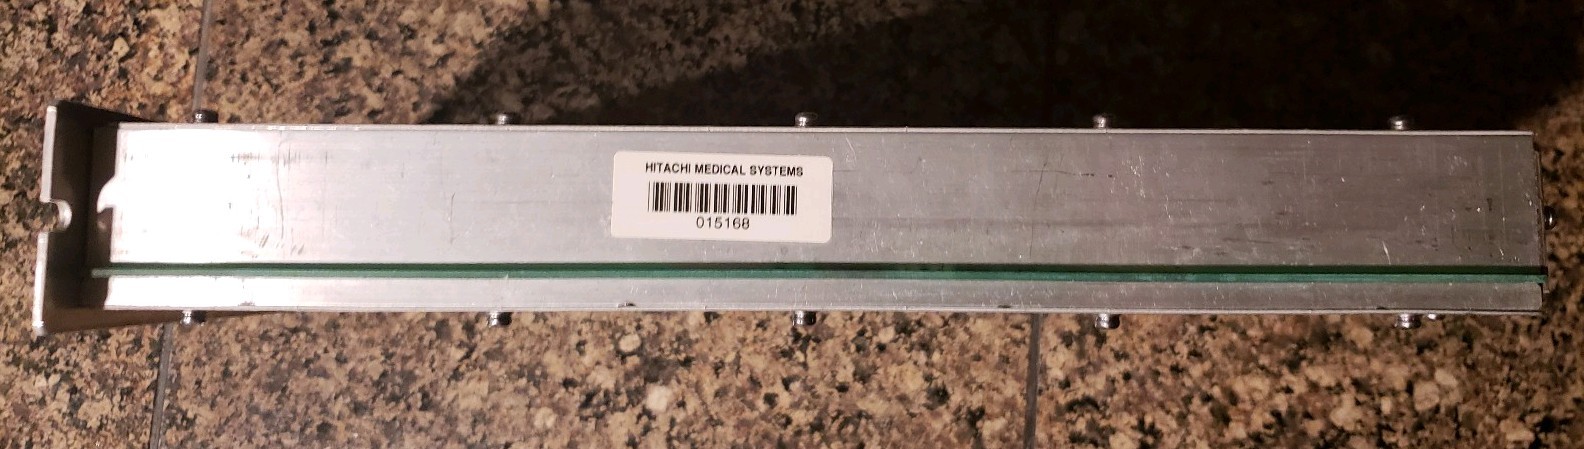 HITACHI MEDICAL SYSTEMS
015168